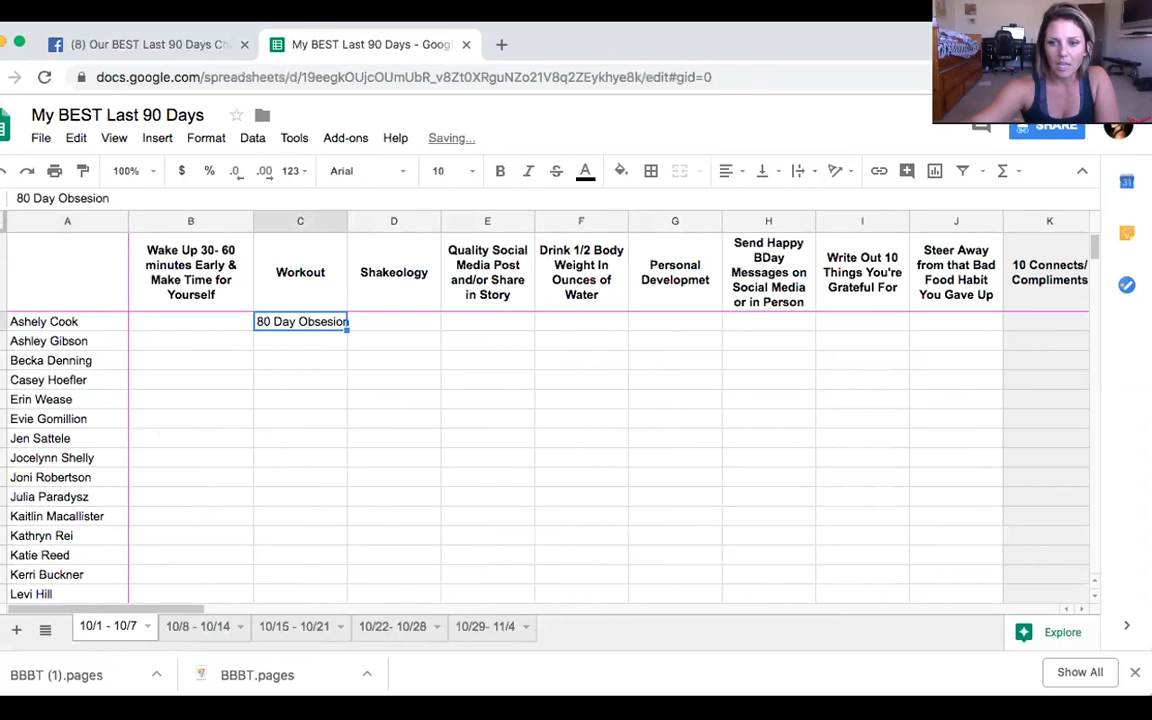 (8) Our BEST Last 90 Days Ch
My BEST Last 90 Days - Goog
docs.google.com/spreadsheets/d/19eegkOUjcOUmUbR_v8Zt0XRguNZo21V8q2ZEykhye8k/edit#gid=0
My BEST Last 90 Days
File Edit View Insert Format Data Tools Add-ons Help Saving...
SHARE
100% $ % .0 .00 123 Arial 10 B I S A
80 Day Obsesion
A B C D E F G H I J K
Wake Up 30- 60
minutes Early &
Make Time for
Yourself
Workout
Shakeology
Quality Social
Media Post
and/or Share
in Story
Drink 1/2 Body
Weight In
Ounces of
Water
Personal
Developmet
Send Happy
BDay
Messages on
Social Media
or in Person
Write Out 10
Things You're
Grateful For
Steer Away
from that Bad
Food Habit
You Gave Up
10 Connects/
Compliments
Ashely Cook 80 Day Obsesion
Ashley Gibson
Becka Denning
Casey Hoefler
Erin Wease
Evie Gomillion
Jen Sattele
Jocelynn Shelly
Joni Robertson
Julia Paradysz
Kaitlin Macallister
Kathryn Rei
Katie Reed
Kerri Buckner
Levi Hill
10/1 - 10/7 10/8 - 10/14 10/15 - 10/21 10/22- 10/28 10/29- 11/4
Explore
BBBT (1).pages
BBBT.pages
Show All
31